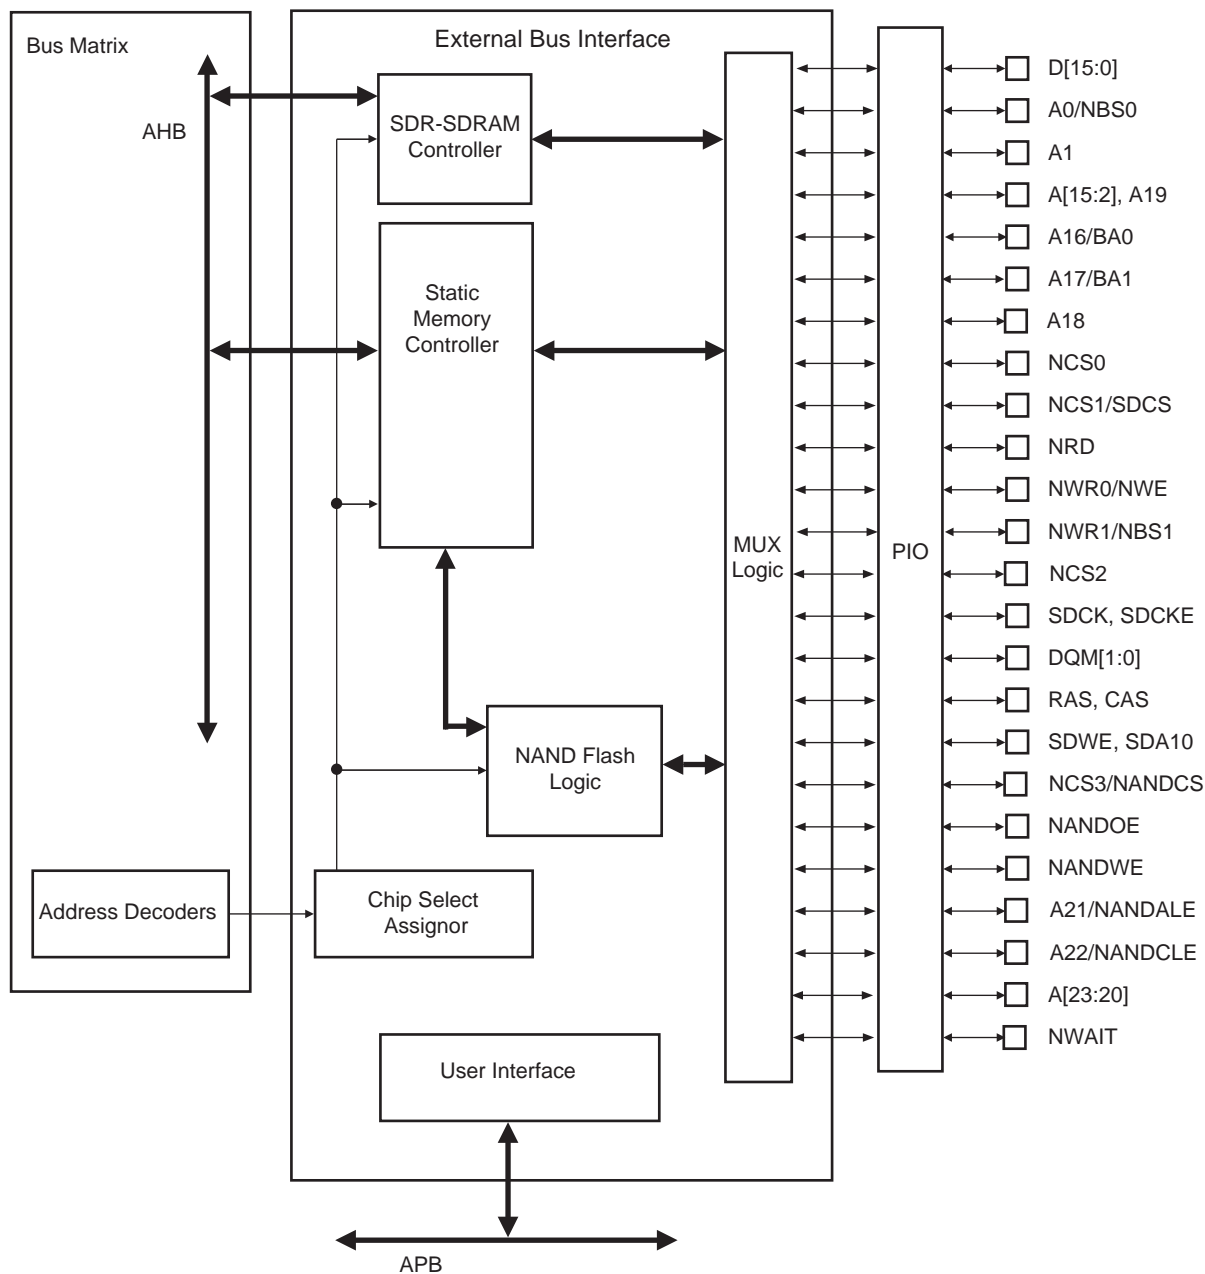 Bus Matrix
External Bus Interface
AHB
SDR-SDRAM
Controller
Static
Memory
Controller
NAND Flash
Logic
Address Decoders
Chip Select
Assignor
User Interface
APB
MUX
Logic
PIO
D[15:0]
A0/NBS0
A1
A[15:2], A19
A16/BA0
A17/BA1
A18
NCS0
NCS1/SDCS
NRD
NWR0/NWE
NWR1/NBS1
NCS2
SDCK, SDCKE
DQM[1:0]
RAS, CAS
SDWE, SDA10
NCS3/NANDCS
NANDOE
NANDWE
A21/NANDALE
A22/NANDCLE
A[23:20]
NWAIT